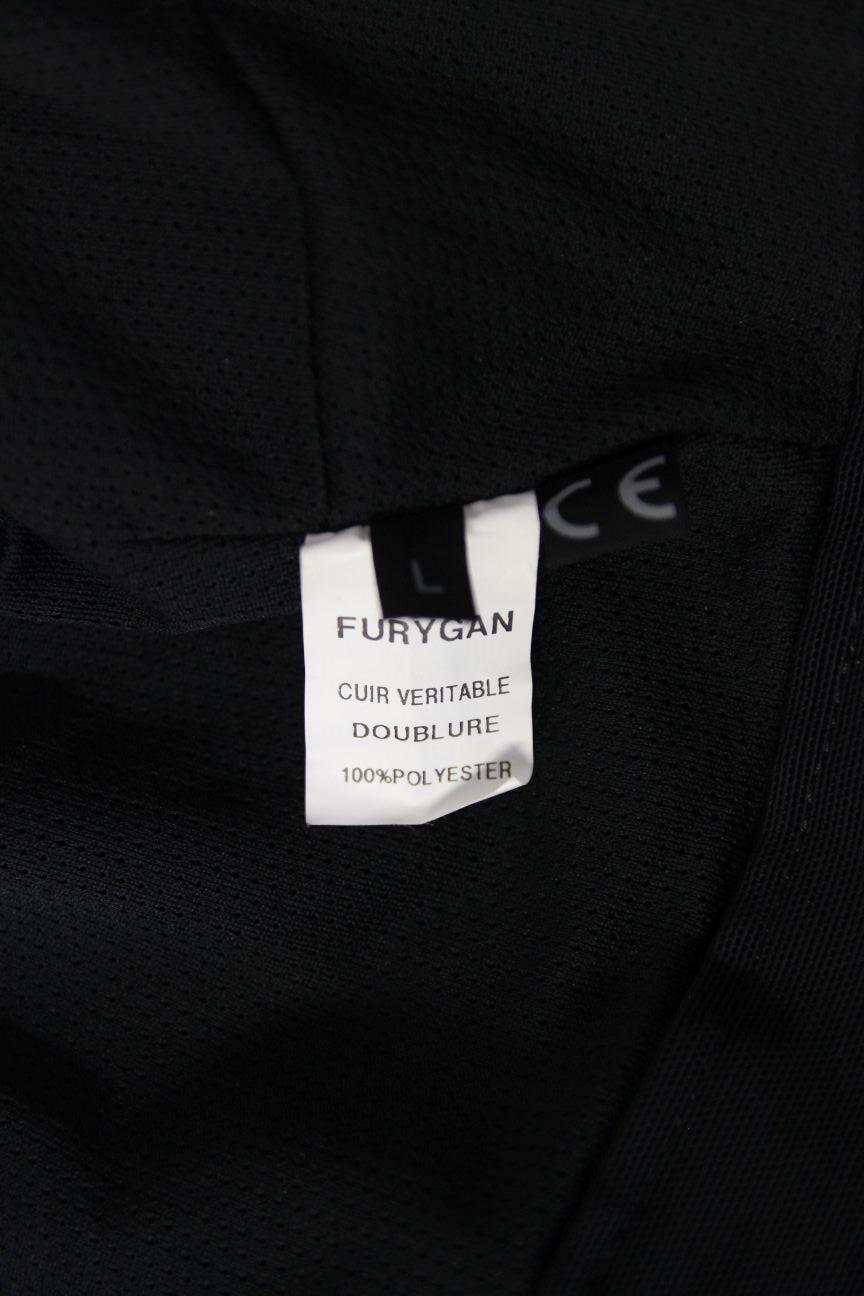 CE
L
FURYGAN
CUIR VERITABLE
DOUBLURE
100%POLYESTER